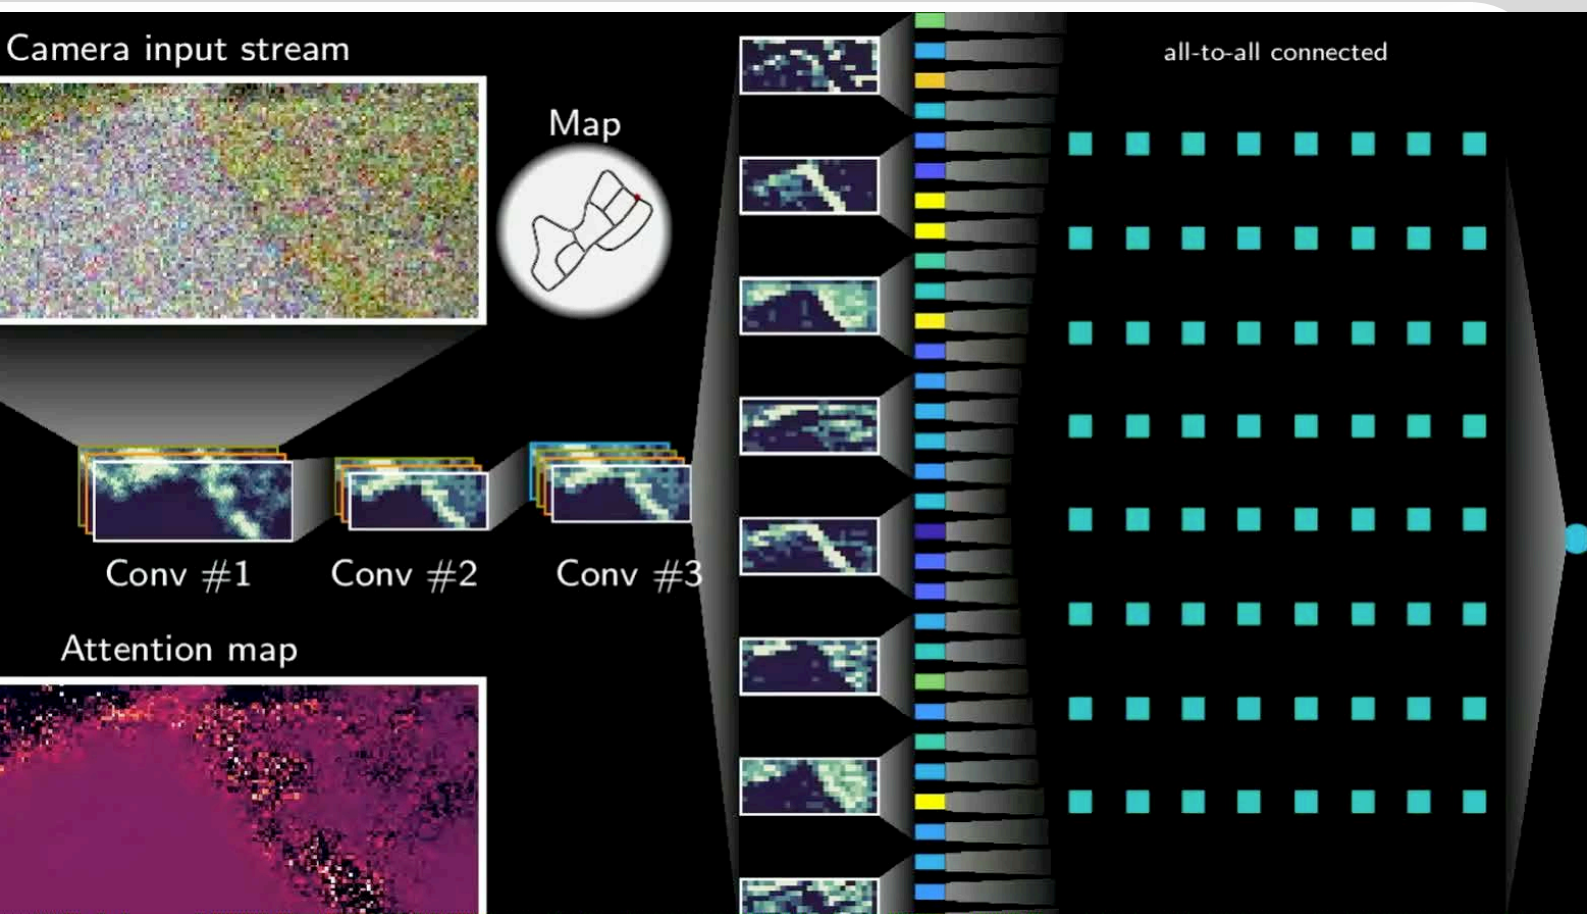 Camera input stream
Map
all-to-all connected
Conv #1
Conv #2
Conv #3
Attention map